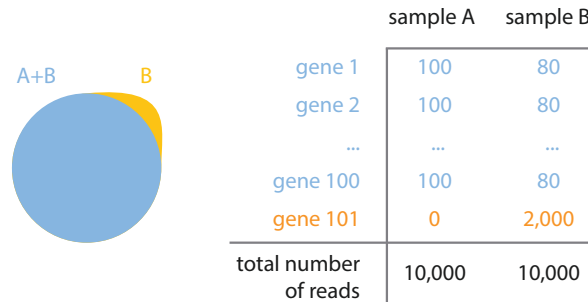 sample A sample B
A+B B
gene 1 100 80
gene 2 100 80
... ... ...
gene 100 100 80
gene 101 0 2,000
total number
of reads 10,000 10,000